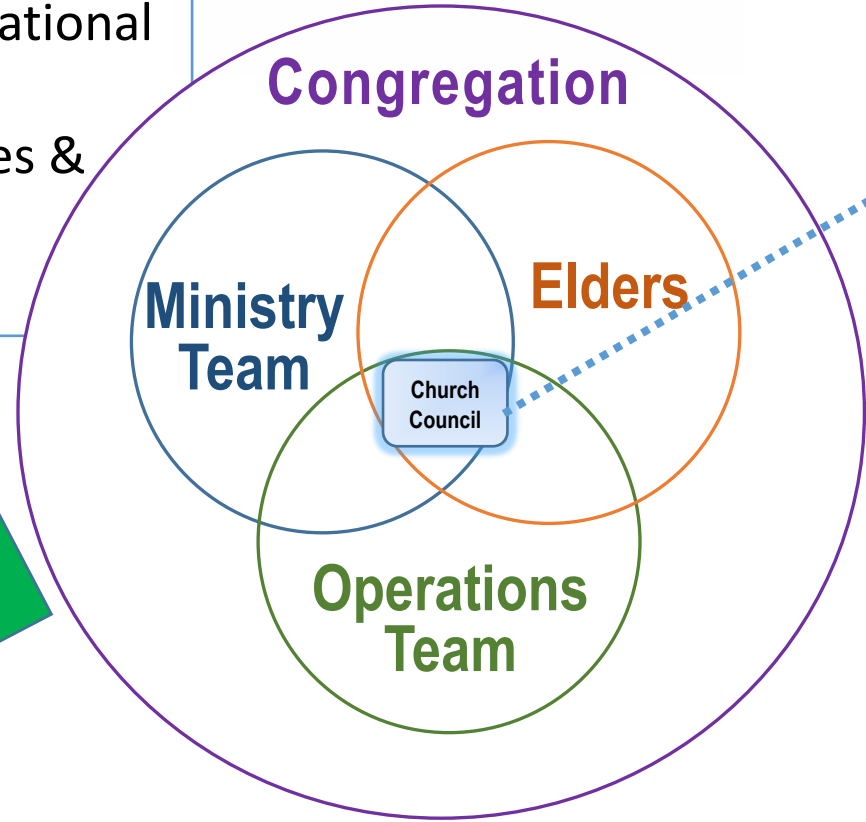 ational
es &
Congregation
Ministry
Team
Elders
Church
Council
Operations
Team